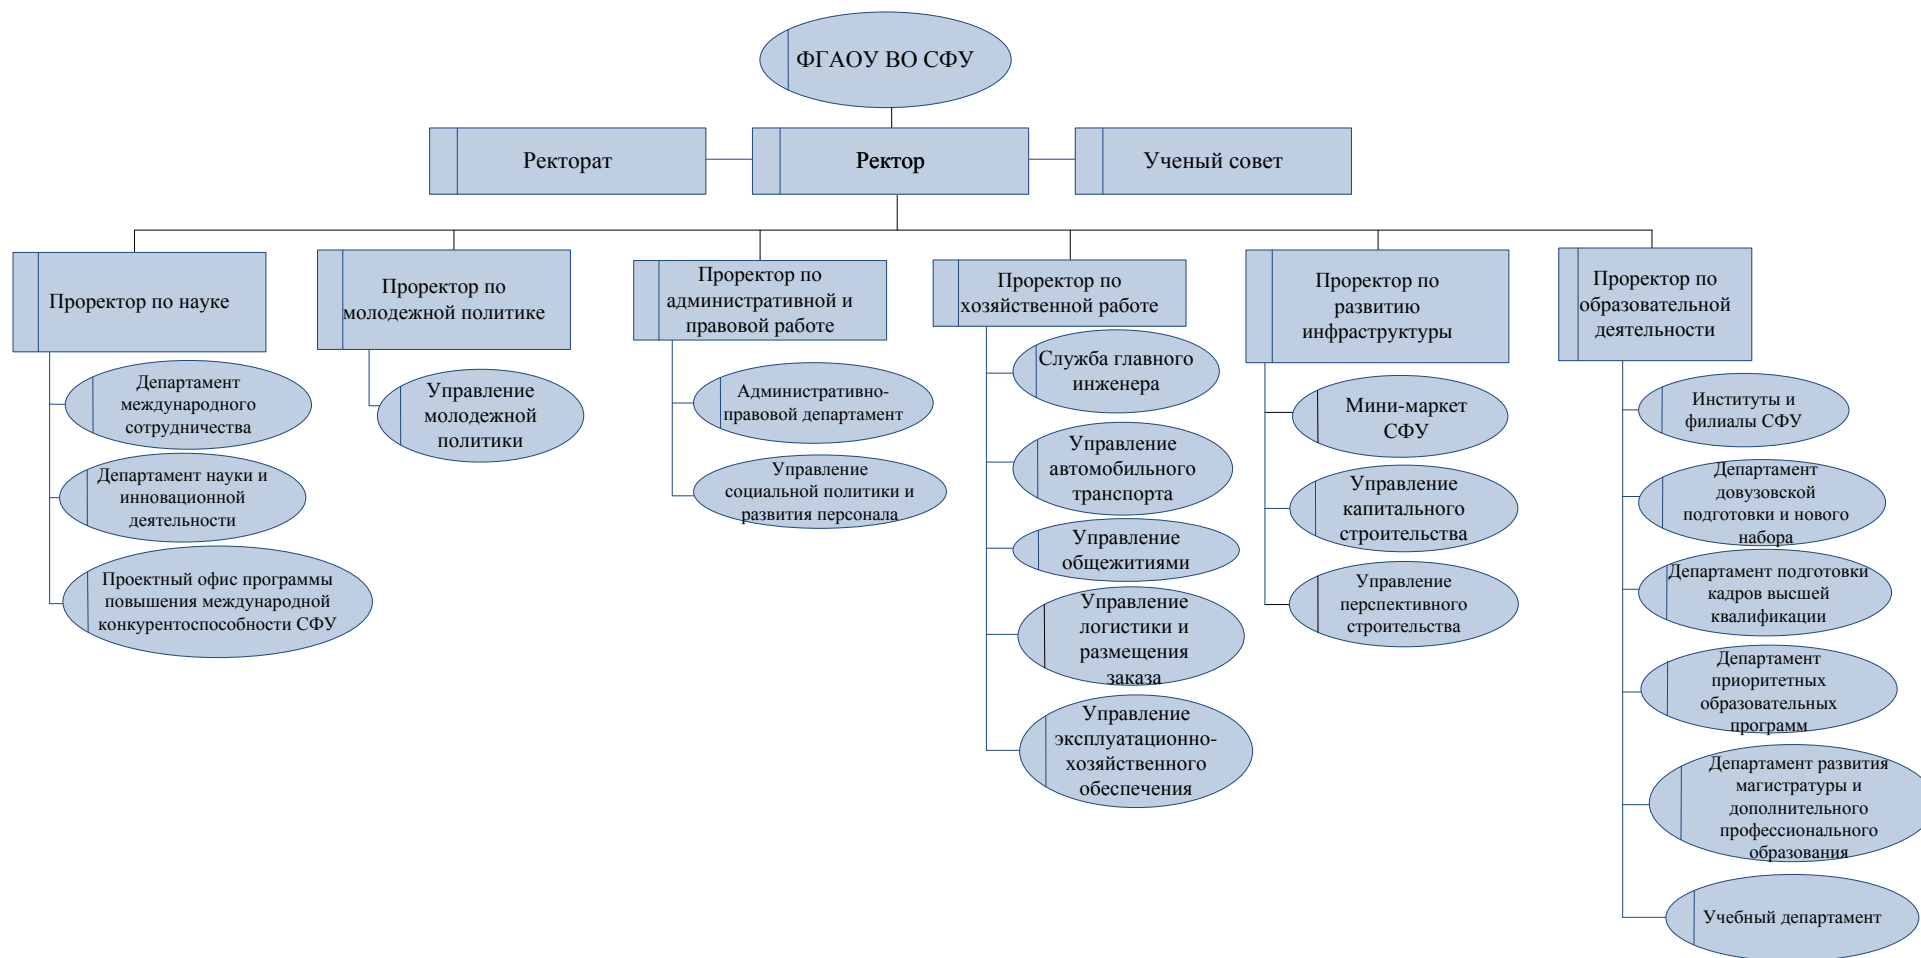 ФГАОУ ВО СФУ
Ректорат
Ректор
Ученый совет
Проректор по науке
Департамент
международного
сотрудничества
Департамент науки и
инновационной
деятельности
Проектный офис программы
повышения международной
конкурентоспособности СФУ
Проректор по
молодежной политике
Управление
молодежной
политики
Проректор по
административной и
правовой работе
Административно-
правовой департамент
Управление
социальной политики и
развития персонала
Проректор по
хозяйственной работе
Служба главного
инженера
Управление
автомобильного
транспорта
Управление
общежитиями
Управление
логистики и
размещения
заказа
Управление
эксплуатационно-
хозяйственного
обеспечения
Проректор по
развитию
инфраструктуры
Мини-маркет
СФУ
Управление
капитального
строительства
Управление
перспективного
строительства
Проректор по
образовательной
деятельности
Институты и
филиалы СФУ
Департамент
довузовской
подготовки и нового
набора
Департамент подготовки
кадров высшей
квалификации
Департамент
приоритетных
образовательных
программ
Департамент развития
магистратуры и
дополнительного
профессионального
образования
Учебный департамент